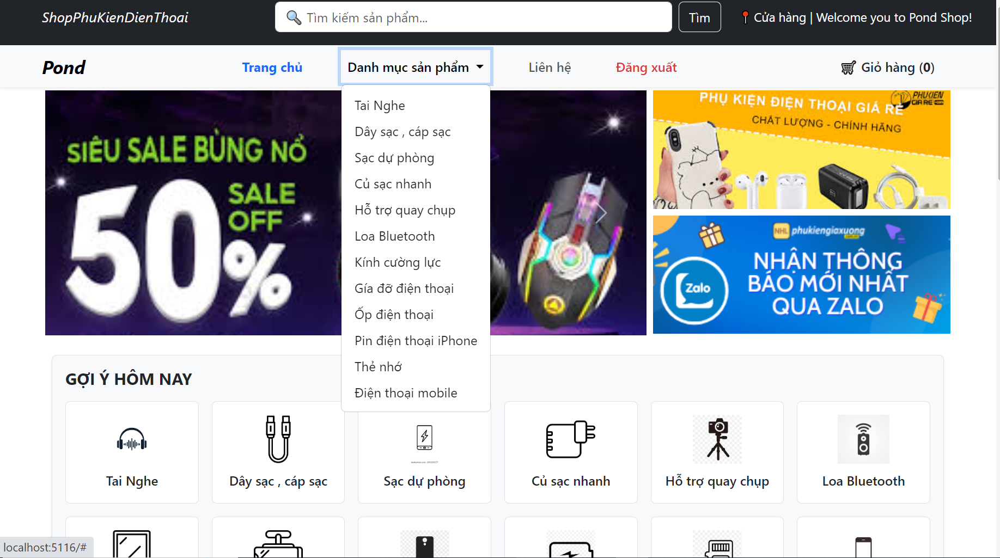 ShopPhuKienDienThoai
Tìm kiếm sản phẩm...
Tìm
Cửa hàng | Welcome you to Pond Shop!
Pond
Trang chủ
Danh mục sản phẩm
Liên hệ
Đăng xuất
Giỏ hàng (0)
Tai Nghe
Dây sạc , cáp sạc
Sạc dự phòng
Củ sạc nhanh
Hỗ trợ quay chụp
Loa Bluetooth
Kính cường lực
Gía đỡ điện thoại
Ốp điện thoại
Pin điện thoại iPhone
Thẻ nhớ
Điện thoại mobile
SIÊU SALE BÙNG NỔ
50%
SALE
OFF
PHỤ KIỆN ĐIỆN THOẠI GIÁ RẺ
CHẤT LƯỢNG - CHÍNH HÃNG
PHUKIEN
GIA RE
NHL phukiengiaxuong
Zalo
NHẬN THÔNG
BÁO MỚI NHẤT
QUA ZALO
GỢI Ý HÔM NAY
Tai Nghe
Dây sạc , cáp sạc
Sạc dự phòng
Củ sạc nhanh
Hỗ trợ quay chụp
Loa Bluetooth
localhost:5116/#